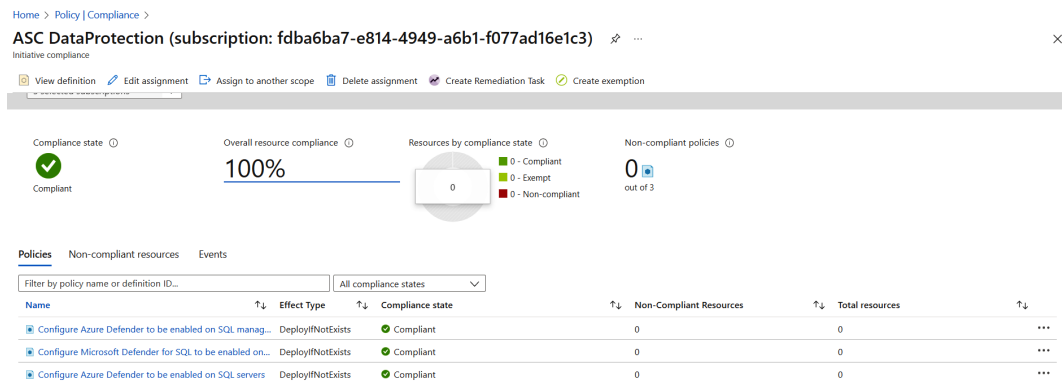 Home > Policy | Compliance >
ASC DataProtection (subscription: fdba6ba7-e814-4949-a6b1-f077ad16e1c3)
Initiative compliance
View definition Edit assignment Assign to another scope Delete assignment Create Remediation Task Create exemption
Compliance state Overall resource compliance Resources by compliance state Non-compliant policies
100%
0
0 - Compliant
0 - Exempt
0 - Non-compliant
0
out of 3
Compliant
Policies Non-compliant resources Events
Filter by policy name or definition ID... All compliance states
Name Effect Type Compliance state Non-Compliant Resources Total resources
Configure Azure Defender to be enabled on SQL manag... DeployIfNotExists Compliant 0 0
Configure Microsoft Defender for SQL to be enabled on... DeployIfNotExists Compliant 0 0
Configure Azure Defender to be enabled on SQL servers DeployIfNotExists Compliant 0 0